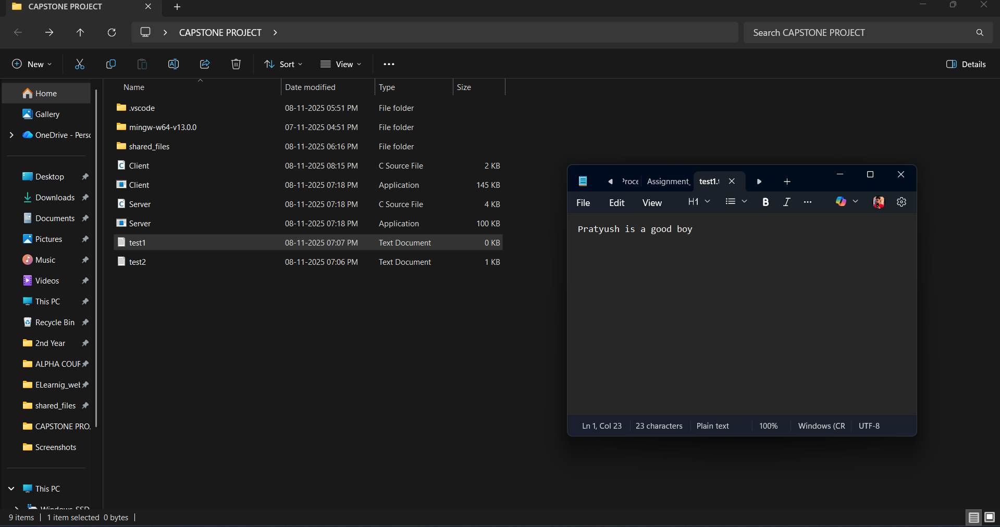 CAPSTONE PROJECT
CAPSTONE PROJECT
Search CAPSTONE PROJECT
New
Sort
View
Details
Name Date modified Type Size
Home
Gallery
OneDrive - Persc
Desktop
Downloads
Documents
Pictures
Music
Videos
This PC
Recycle Bin
2nd Year
ALPHA COUF
ELearnig_wel
shared_files
CAPSTONE PRO.
Screenshots
This PC
Windows-SSD
.vscode 08-11-2025 05:51 PM File folder
mingw-w64-v13.0.0 07-11-2025 04:51 PM File folder
shared_files 08-11-2025 06:16 PM File folder
Client 08-11-2025 08:15 PM C Source File 2 KB
Client 08-11-2025 07:18 PM Application 145 KB
Server 08-11-2025 07:18 PM C Source File 4 KB
Server 08-11-2025 07:18 PM Application 100 KB
test1 08-11-2025 07:07 PM Text Document 0 KB
test2 08-11-2025 07:06 PM Text Document 1 KB
Proce Assignment_ test1.t
File Edit View H1 B I
Pratyush is a good boy
Ln 1, Col 23 23 characters Plain text 100% Windows (CR UTF-8
9 items 1 item selected 0 bytes